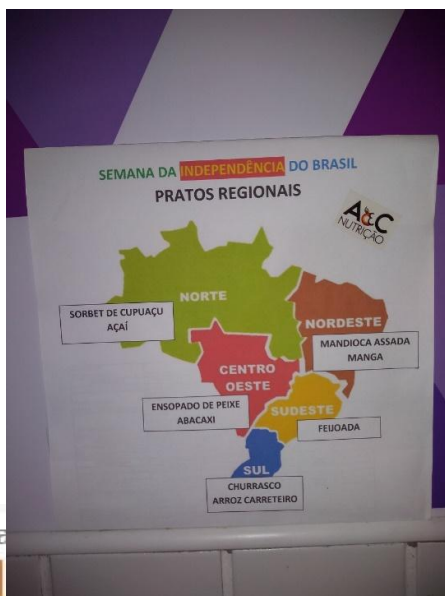 SEMANA DA INDEPENDÊNCIA DO BRASIL
PRATOS REGIONAIS
A&C
NUTRIÇÃO
NORTE
SORBET DE CUPUAÇU
AÇAÍ
NORDESTE
MANDIOCA ASSADA
MANGA
CENTRO
OESTE
ENSOPADO DE PEIXE
ABACAXI
SUDESTE
FEIJOADA
SUL
CHURRASCO
ARROZ CARRETEIRO